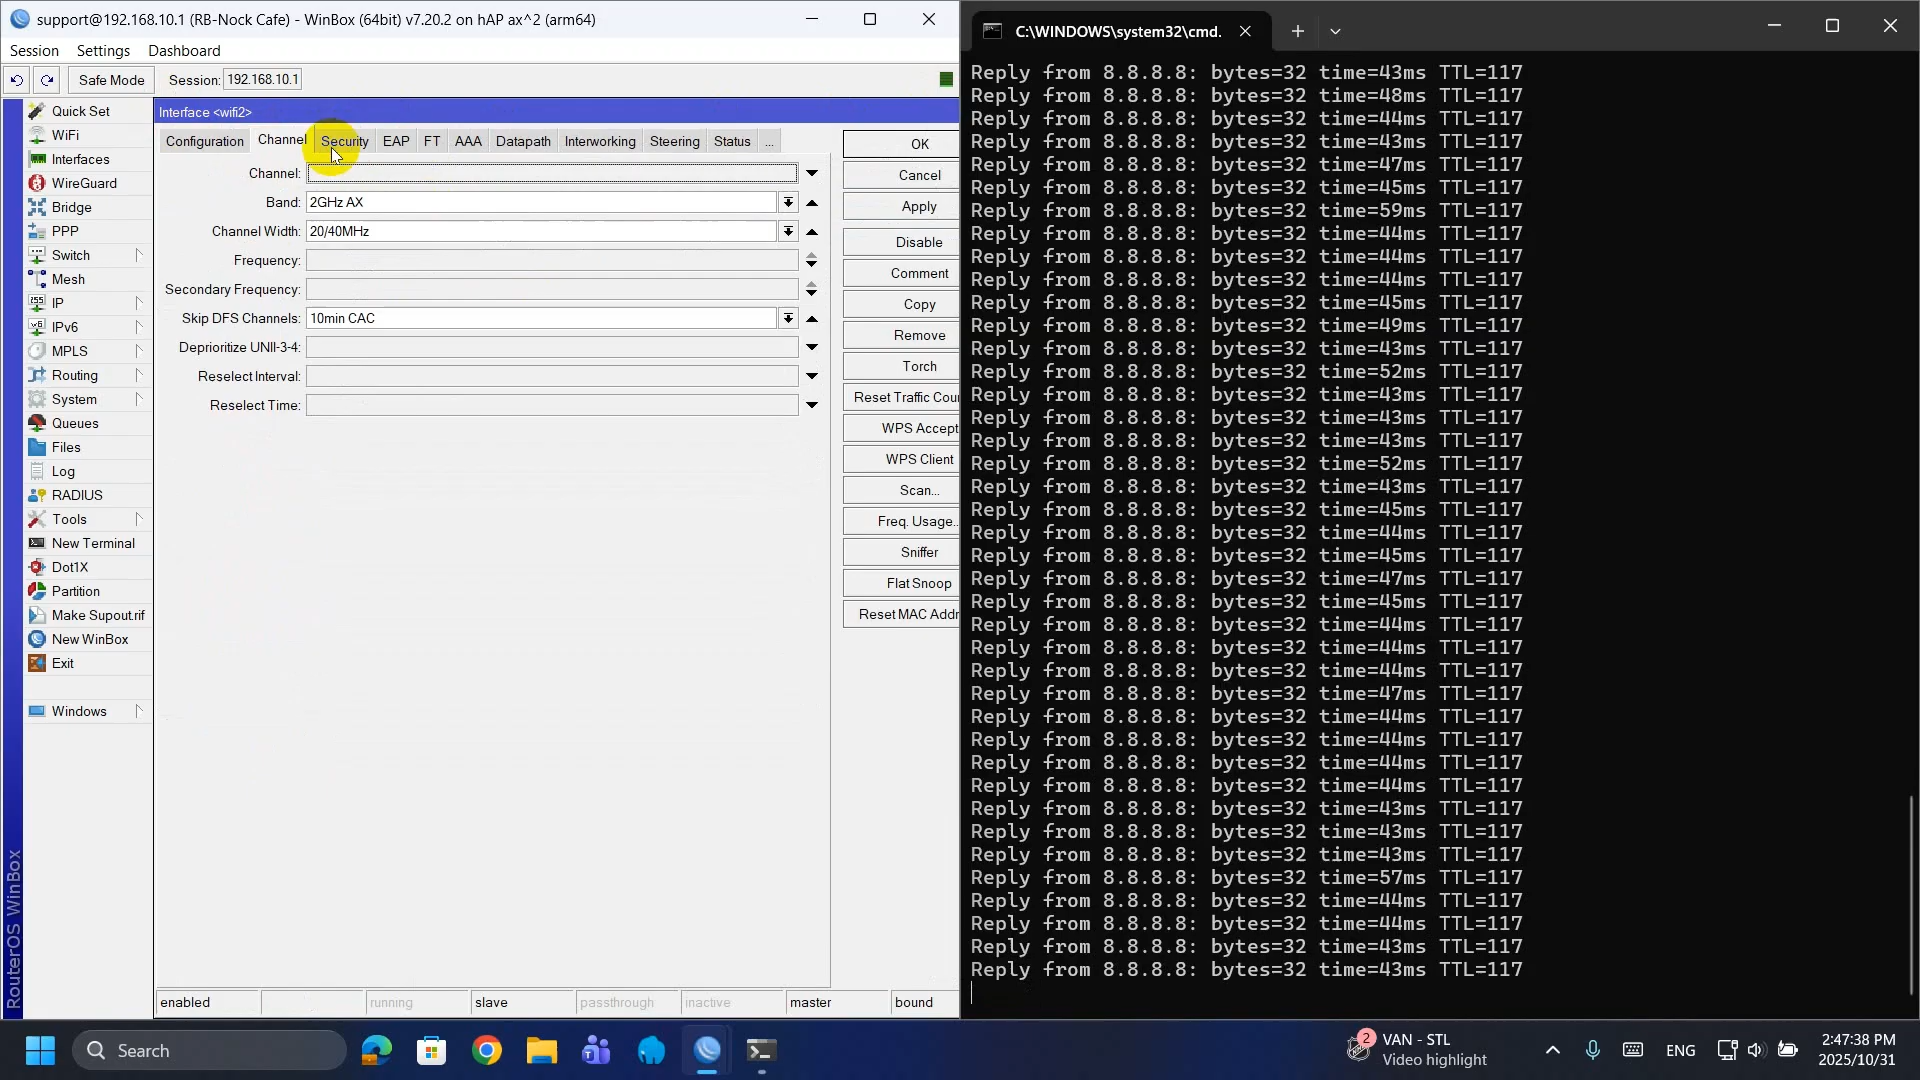 support@192.168.10.1 (RB-Nock Cafe) - WinBox (64bit) v7.20.2 on hAP ax^2 (arm64)
Session Settings Dashboard
Safe Mode Session: 192.168.10.1
Quick Set
WiFi
Interfaces
WireGuard
Bridge
PPP
Switch
Mesh
IP
IPv6
MPLS
Routing
System
Queues
Files
Log
RADIUS
Tools
New Terminal
Dot1X
Partition
Make Supout.rif
New WinBox
Exit
Windows
RouterOS WinBox
Interface <wifi2>
Configuration Channel Security EAP FT AAA Datapath Interworking Steering Status ...
Channel:
Band: 2GHz AX
Channel Width: 20/40MHz
Frequency:
Secondary Frequency:
Skip DFS Channels: 10min CAC
Deprioritize UNII-3-4:
Reselect Interval:
Reselect Time:
OK
Cancel
Apply
Disable
Comment
Copy
Remove
Torch
Reset Traffic Cou
WPS Accept
WPS Client
Scan...
Freq. Usage..
Sniffer
Flat Snoop
Reset MAC Addr
enabled running slave passthrough inactive master bound
C:\WINDOWS\system32\cmd.
Reply from 8.8.8.8: bytes=32 time=43ms TTL=117
Reply from 8.8.8.8: bytes=32 time=48ms TTL=117
Reply from 8.8.8.8: bytes=32 time=44ms TTL=117
Reply from 8.8.8.8: bytes=32 time=43ms TTL=117
Reply from 8.8.8.8: bytes=32 time=47ms TTL=117
Reply from 8.8.8.8: bytes=32 time=45ms TTL=117
Reply from 8.8.8.8: bytes=32 time=59ms TTL=117
Reply from 8.8.8.8: bytes=32 time=44ms TTL=117
Reply from 8.8.8.8: bytes=32 time=44ms TTL=117
Reply from 8.8.8.8: bytes=32 time=44ms TTL=117
Reply from 8.8.8.8: bytes=32 time=45ms TTL=117
Reply from 8.8.8.8: bytes=32 time=49ms TTL=117
Reply from 8.8.8.8: bytes=32 time=43ms TTL=117
Reply from 8.8.8.8: bytes=32 time=52ms TTL=117
Reply from 8.8.8.8: bytes=32 time=43ms TTL=117
Reply from 8.8.8.8: bytes=32 time=43ms TTL=117
Reply from 8.8.8.8: bytes=32 time=43ms TTL=117
Reply from 8.8.8.8: bytes=32 time=52ms TTL=117
Reply from 8.8.8.8: bytes=32 time=43ms TTL=117
Reply from 8.8.8.8: bytes=32 time=45ms TTL=117
Reply from 8.8.8.8: bytes=32 time=44ms TTL=117
Reply from 8.8.8.8: bytes=32 time=45ms TTL=117
Reply from 8.8.8.8: bytes=32 time=47ms TTL=117
Reply from 8.8.8.8: bytes=32 time=45ms TTL=117
Reply from 8.8.8.8: bytes=32 time=44ms TTL=117
Reply from 8.8.8.8: bytes=32 time=44ms TTL=117
Reply from 8.8.8.8: bytes=32 time=44ms TTL=117
Reply from 8.8.8.8: bytes=32 time=47ms TTL=117
Reply from 8.8.8.8: bytes=32 time=44ms TTL=117
Reply from 8.8.8.8: bytes=32 time=44ms TTL=117
Reply from 8.8.8.8: bytes=32 time=44ms TTL=117
Reply from 8.8.8.8: bytes=32 time=44ms TTL=117
Reply from 8.8.8.8: bytes=32 time=43ms TTL=117
Reply from 8.8.8.8: bytes=32 time=43ms TTL=117
Reply from 8.8.8.8: bytes=32 time=43ms TTL=117
Reply from 8.8.8.8: bytes=32 time=57ms TTL=117
Reply from 8.8.8.8: bytes=32 time=44ms TTL=117
Reply from 8.8.8.8: bytes=32 time=44ms TTL=117
Reply from 8.8.8.8: bytes=32 time=43ms TTL=117
Reply from 8.8.8.8: bytes=32 time=43ms TTL=117
Search
2
VAN - STL
Video highlight
ENG
2:47:38 PM
2025/10/31